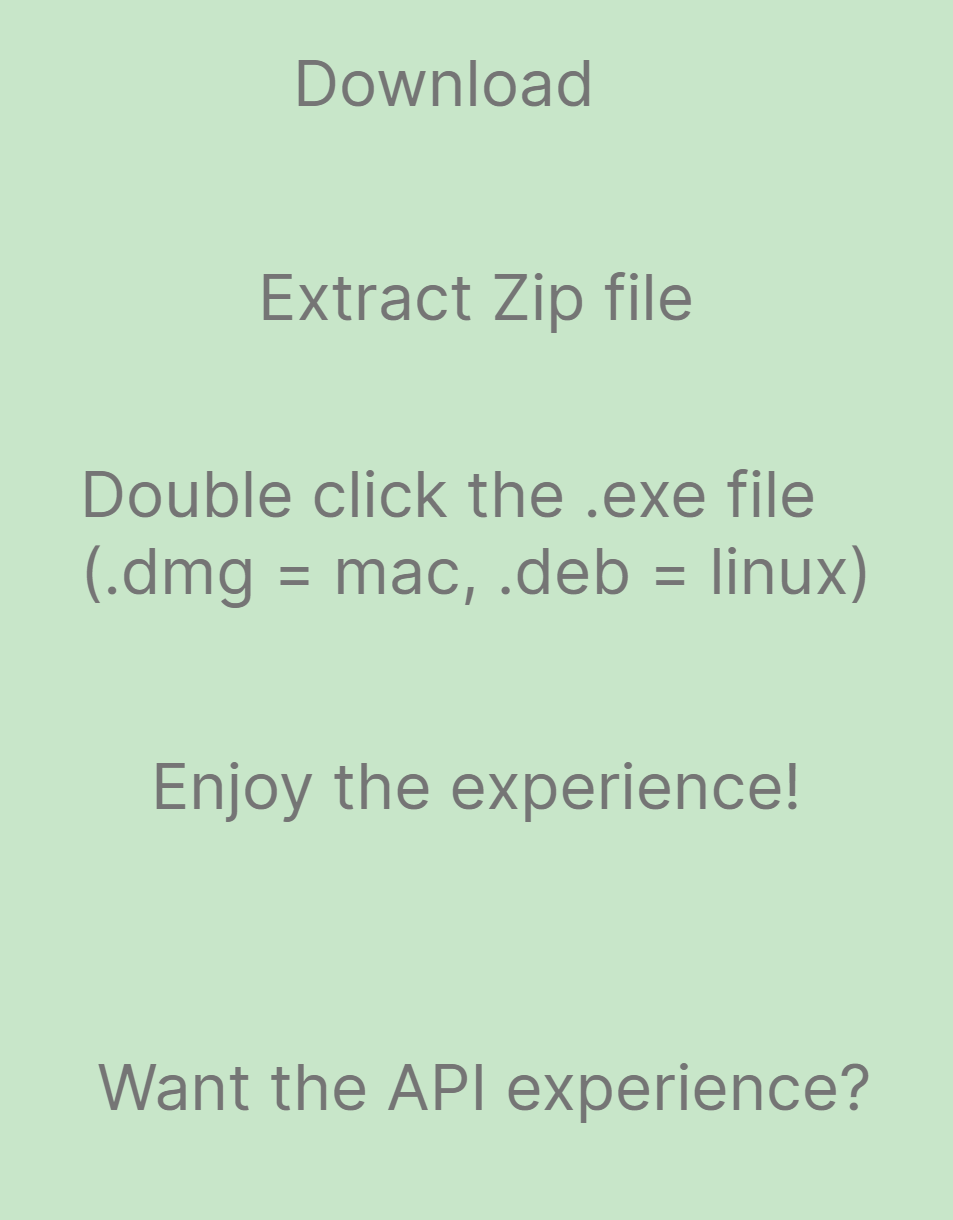 Download
Extract Zip file
Double click the .exe file
(.dmg = mac, .deb = linux)
Enjoy the experience!
Want the API experience?